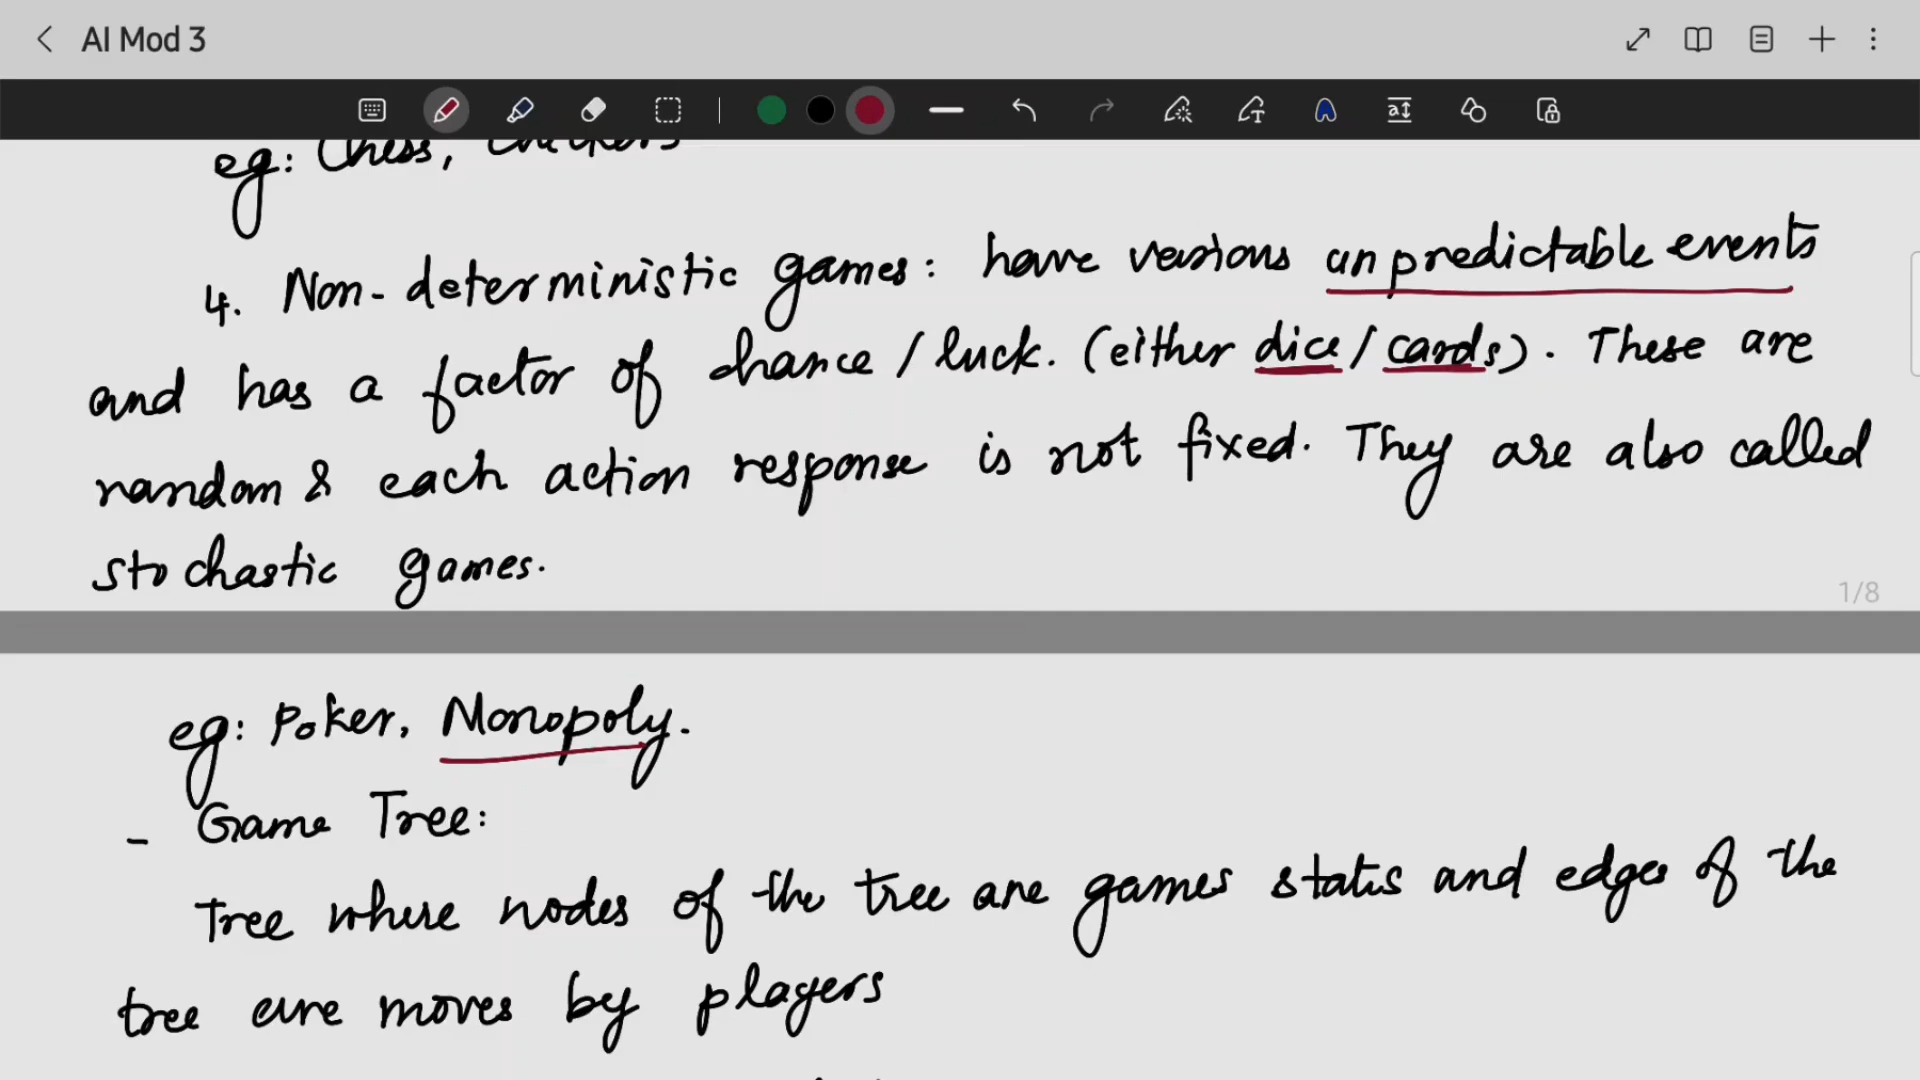 AI Mod 3
eg: Chess, Checkers
4. Non-deterministic games: have various unpredictable events
and has a factor of chance / luck. (either dice / cards). These are
random & each action response is not fixed. They are also called
stochastic games.
1/8
eg: Poker, Monopoly.
- Game Tree:
Tree where nodes of the tree are games states and edges of the
tree are moves by players